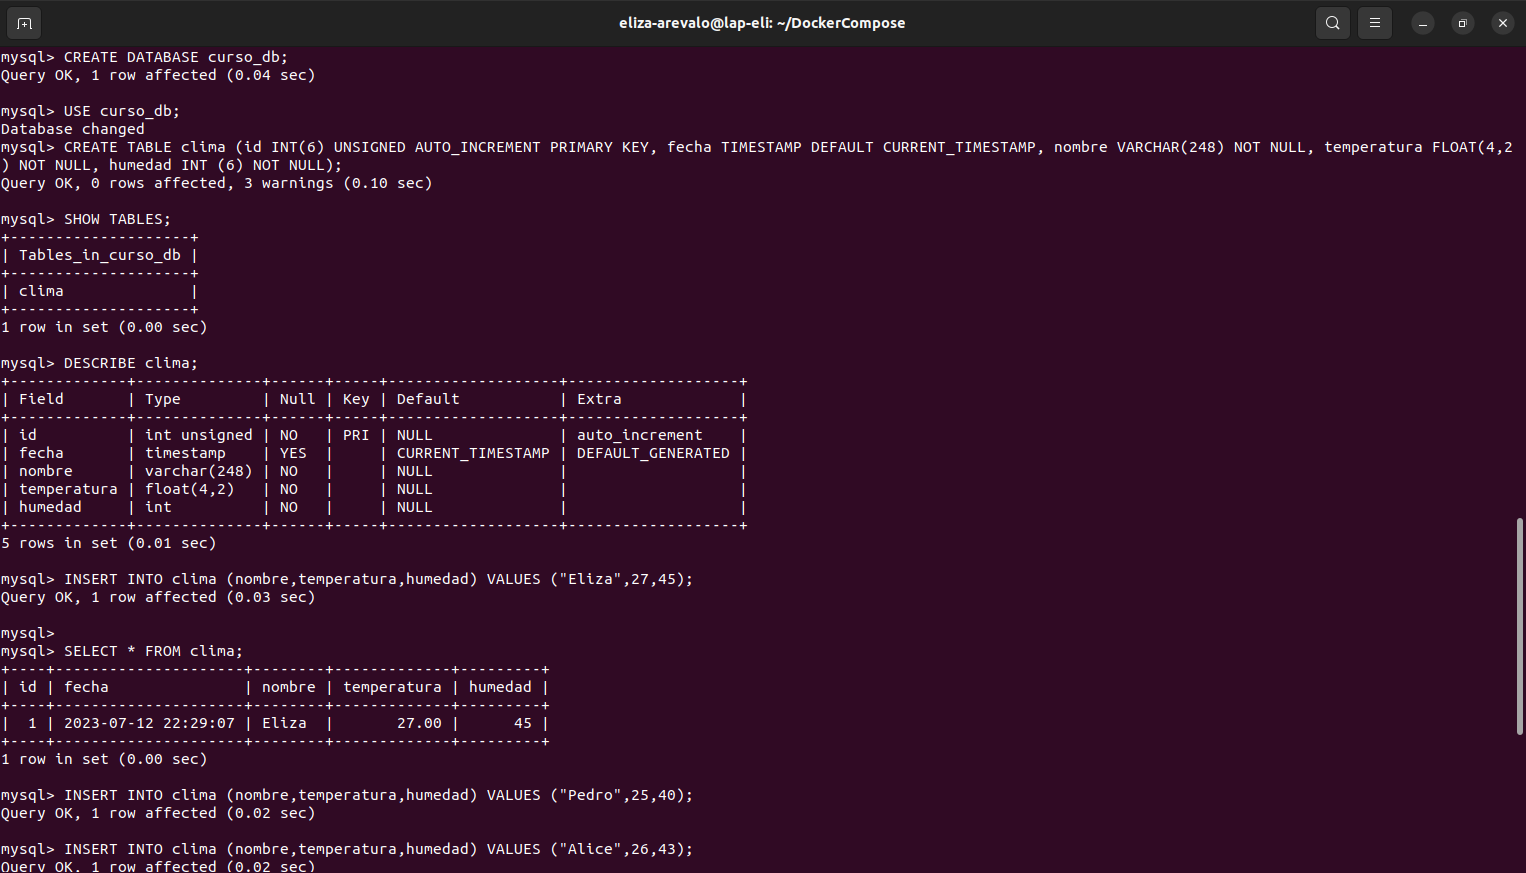 eliza-arevalo@lap-eli: ~/DockerCompose
mysql> CREATE DATABASE curso_db;
Query OK, 1 row affected (0.04 sec)
mysql> USE curso_db;
Database changed
mysql> CREATE TABLE clima (id INT(6) UNSIGNED AUTO_INCREMENT PRIMARY KEY, fecha TIMESTAMP DEFAULT CURRENT_TIMESTAMP, nombre VARCHAR(248) NOT NULL, temperatura FLOAT(4,2
) NOT NULL, humedad INT (6) NOT NULL);
Query OK, 0 rows affected, 3 warnings (0.10 sec)
mysql> SHOW TABLES;
+--------------------+
| Tables_in_curso_db |
+--------------------+
| clima              |
+--------------------+
1 row in set (0.00 sec)
mysql> DESCRIBE clima;
+-------------+--------------+------+-----+-------------------+-------------------+
| Field       | Type         | Null | Key | Default           | Extra             |
+-------------+--------------+------+-----+-------------------+-------------------+
| id          | int unsigned | NO   | PRI | NULL              | auto_increment    |
| fecha       | timestamp    | YES  |     | CURRENT_TIMESTAMP | DEFAULT_GENERATED |
| nombre      | varchar(248) | NO   |     | NULL              |                   |
| temperatura | float(4,2)   | NO   |     | NULL              |                   |
| humedad     | int          | NO   |     | NULL              |                   |
+-------------+--------------+------+-----+-------------------+-------------------+
5 rows in set (0.01 sec)
mysql> INSERT INTO clima (nombre,temperatura,humedad) VALUES ("Eliza",27,45);
Query OK, 1 row affected (0.03 sec)
mysql>
mysql> SELECT * FROM clima;
+----+---------------------+--------+-------------+---------+
| id | fecha               | nombre | temperatura | humedad |
+----+---------------------+--------+-------------+---------+
|  1 | 2023-07-12 22:29:07 | Eliza  |       27.00 |      45 |
+----+---------------------+--------+-------------+---------+
1 row in set (0.00 sec)
mysql> INSERT INTO clima (nombre,temperatura,humedad) VALUES ("Pedro",25,40);
Query OK, 1 row affected (0.02 sec)
mysql> INSERT INTO clima (nombre,temperatura,humedad) VALUES ("Alice",26,43);
Query OK, 1 row affected (0.02 sec)